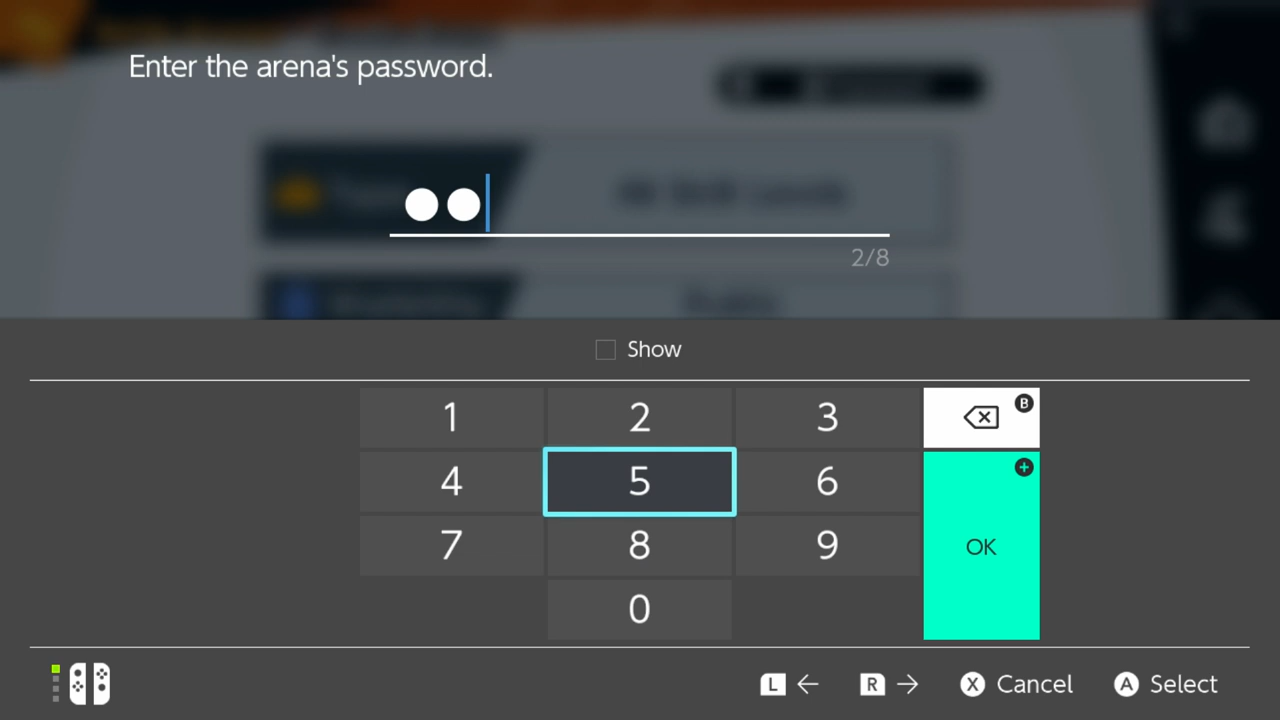 Enter the arena's password.
2/8
Show
1 2 3 B
4 5 6 +
7 8 9 OK
0
L ← R → X Cancel A Select